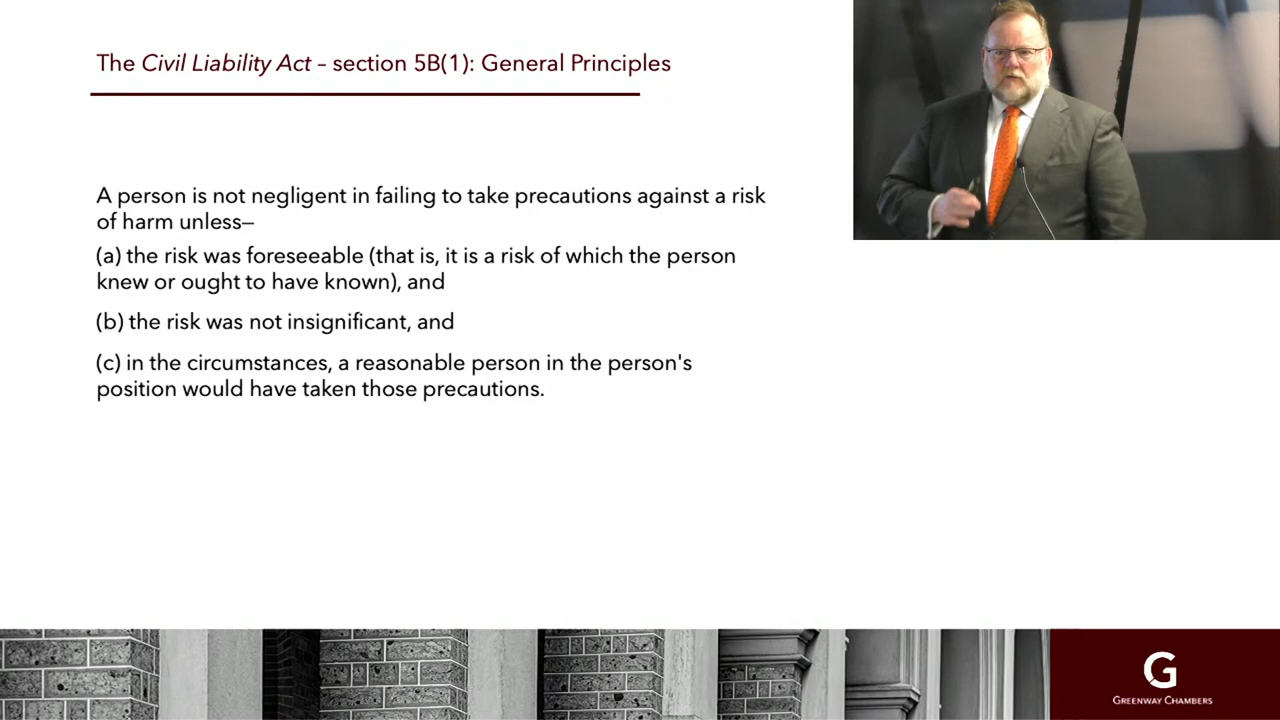 The Civil Liability Act – section 5B(1): General Principles
A person is not negligent in failing to take precautions against a risk
of harm unless—
(a) the risk was foreseeable (that is, it is a risk of which the person
knew or ought to have known), and
(b) the risk was not insignificant, and
(c) in the circumstances, a reasonable person in the person's
position would have taken those precautions.
G
GREENWAY CHAMBERS